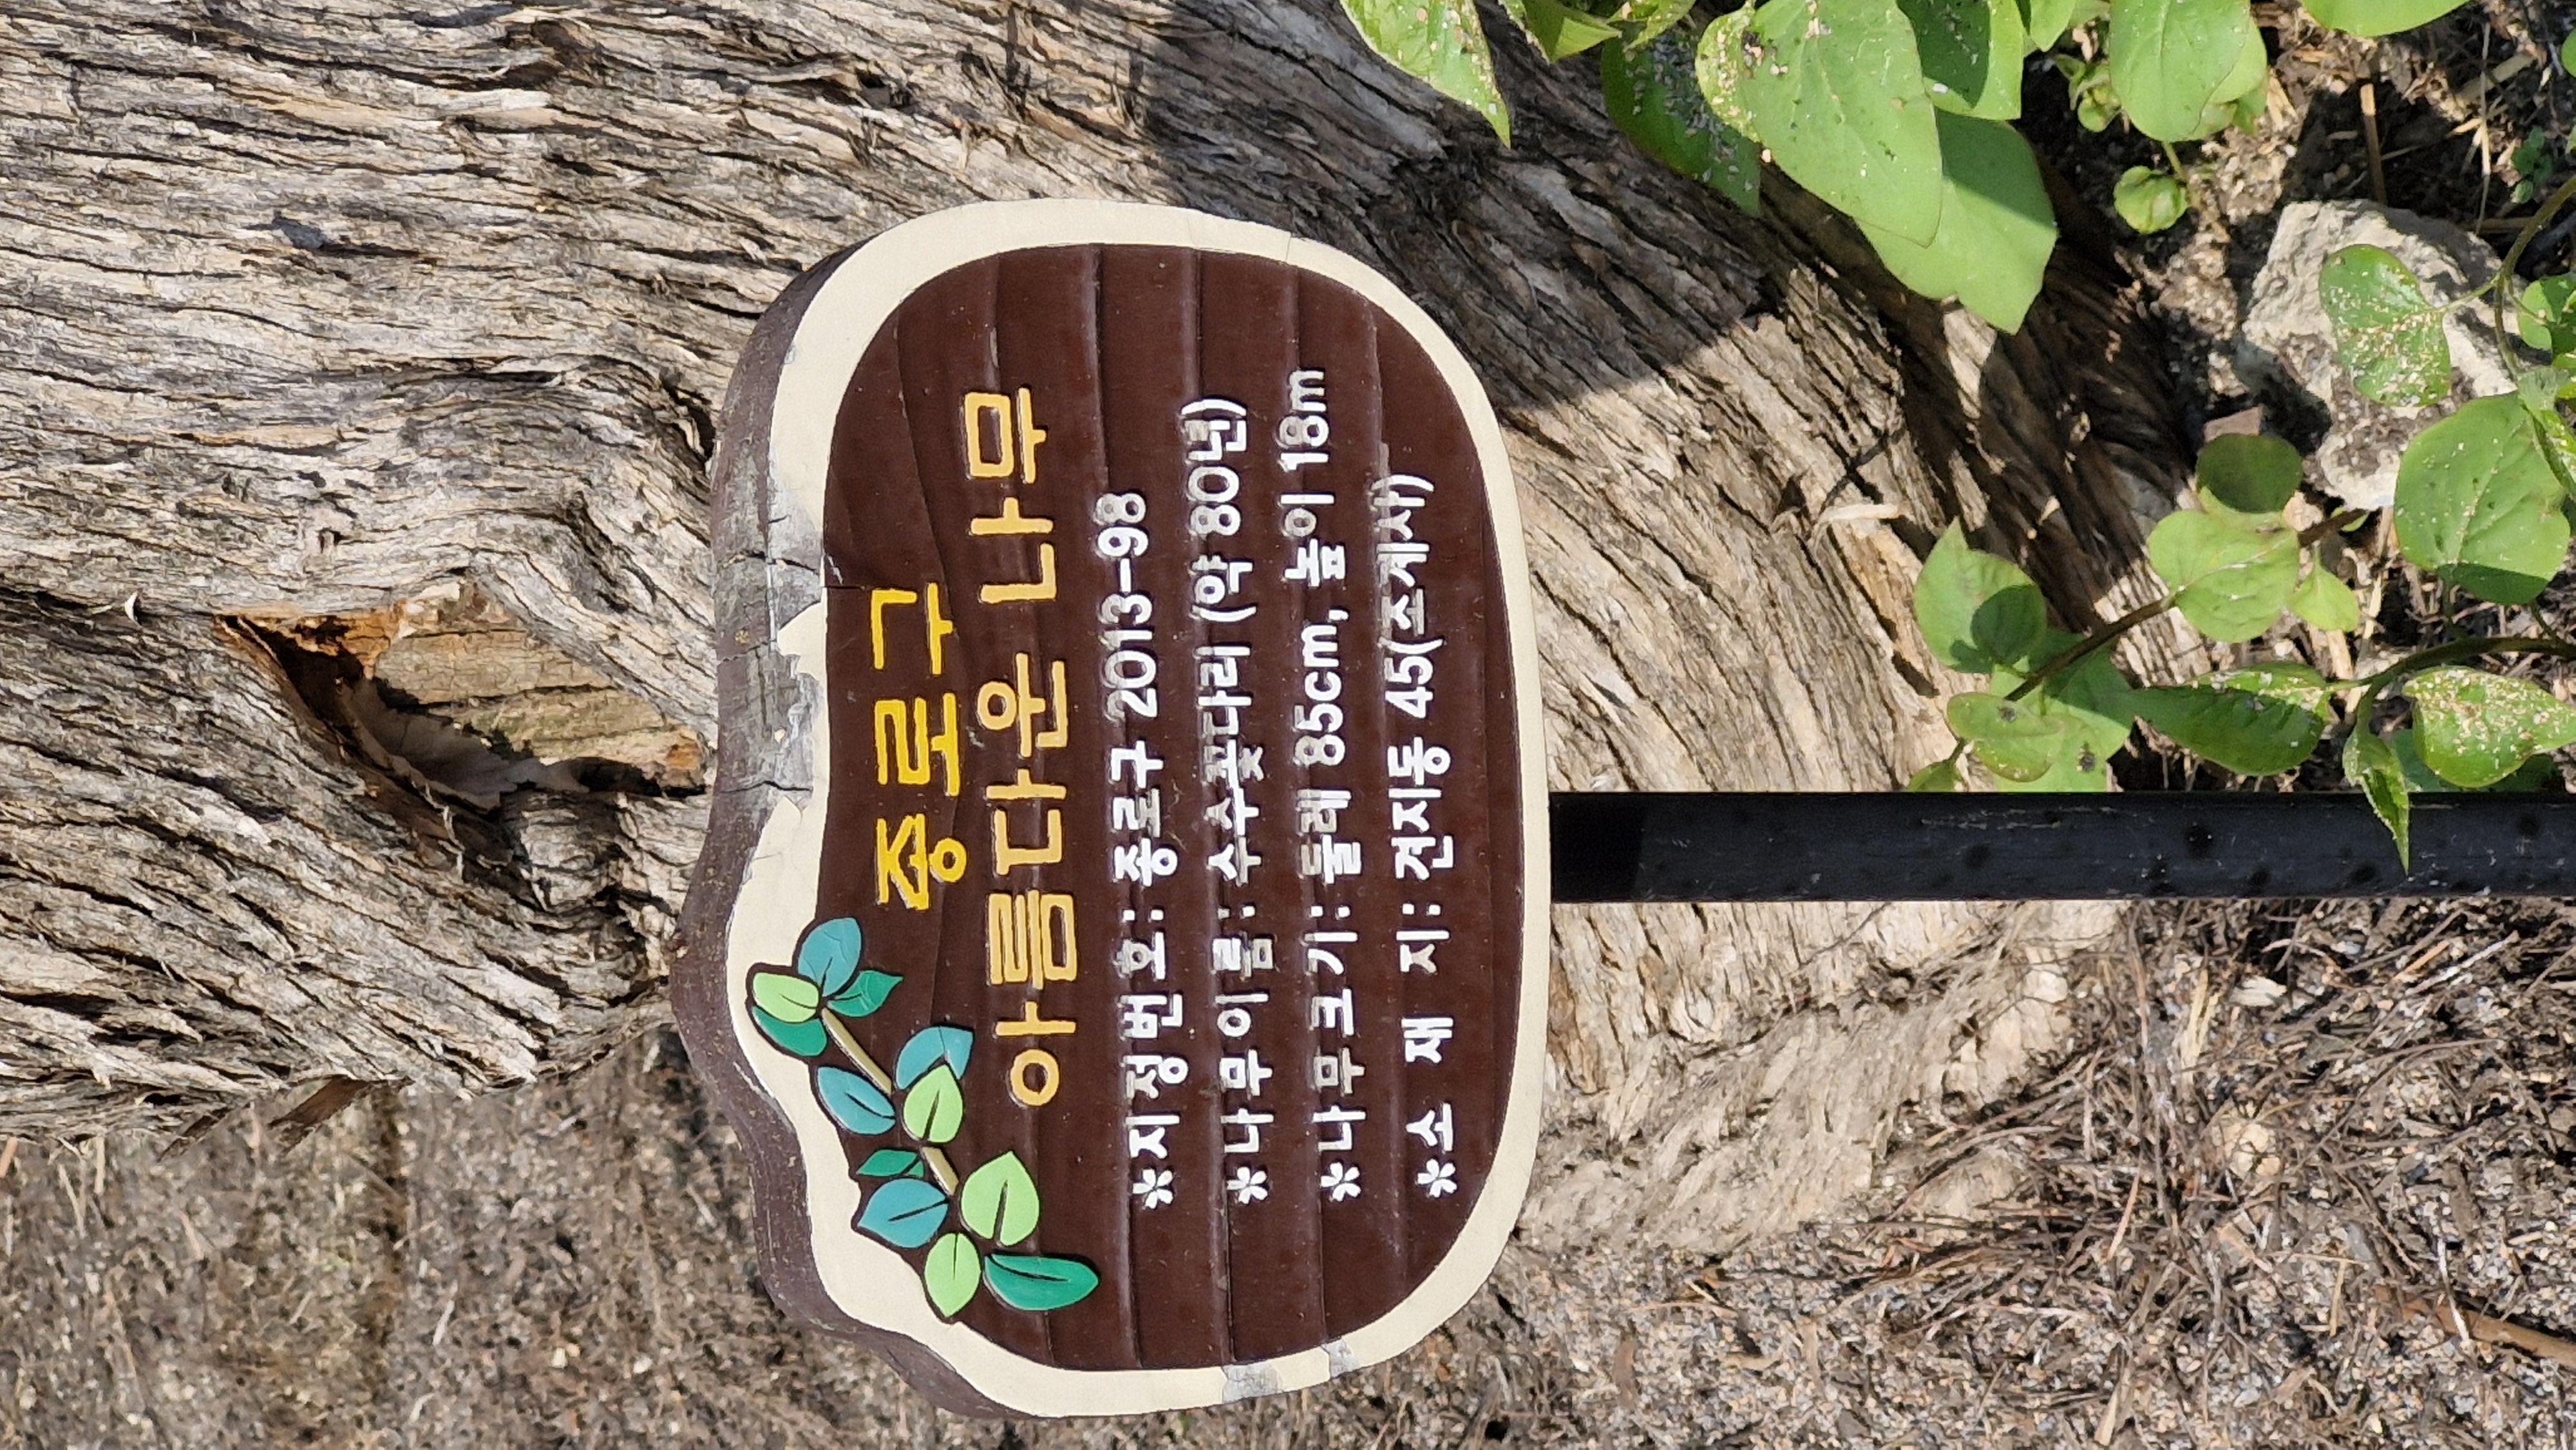 종로구
아름다운 나무
*지정번호: 종로구 2013-98
*나무이름: 수수꽃다리 (약 80년)
*나무크기: 둘레 85cm, 높이 18m
*소 재 지: 견지동 45(조계사)